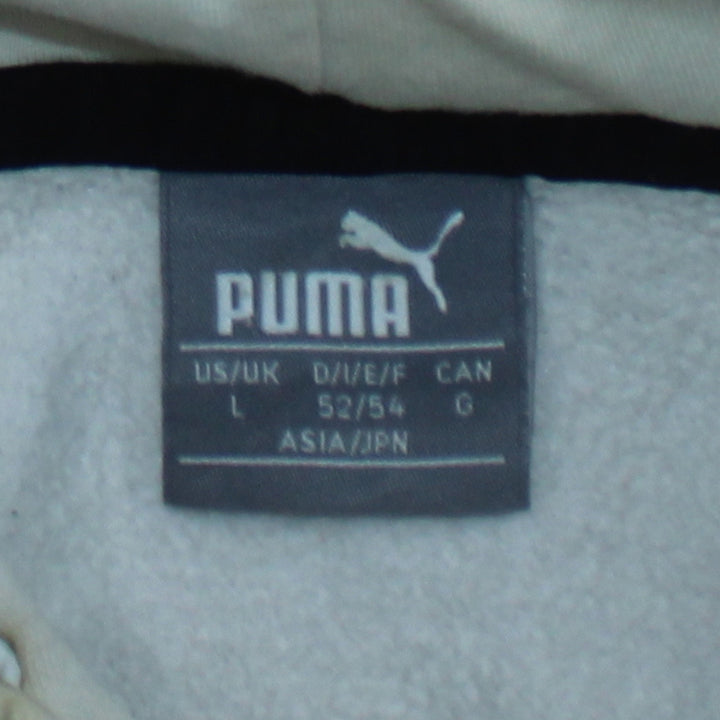 PUMA
US/UK D/I/E/F CAN
L 52/54 G
ASIA/JPN